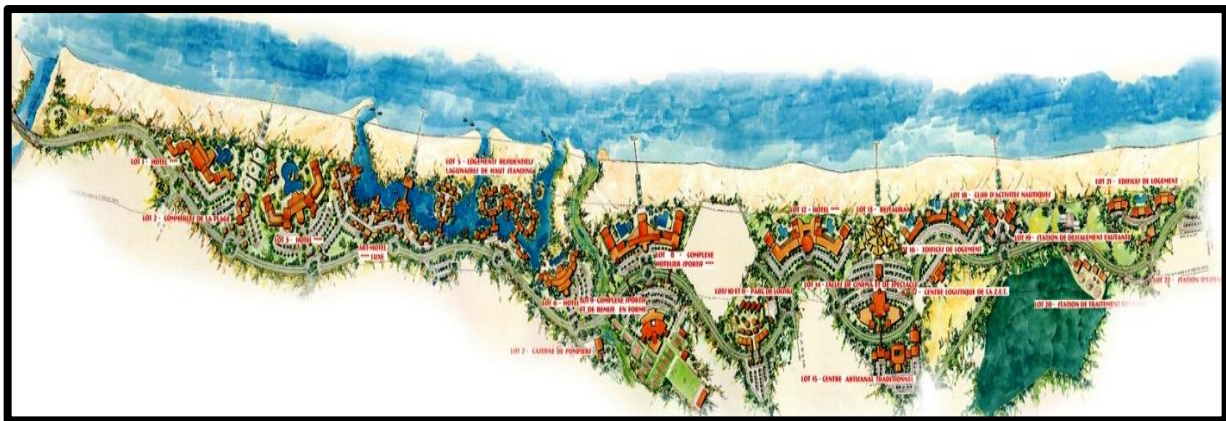 LOT 1 - HOTEL ****
LOT 2 - COMMERCES DE LA PLAGE
LOT 3 - HOTEL ****
APART-HOTEL
**** LUXE
LOT 5 - LOGEMENTS RESIDENTIELS
LAGUNAIRES DE HAUT STANDING
LOT 6 - HOTEL
LOT 7 - CASERNE DE POMPIERS
LOT 8 - COMPLEXE
HOTELIER SPORTIF ****
LOT 9 - COMPLEXE SPORTIF
ET DE REMISE EN FORME
LOT 10 ET 11 - PARC DE LOISIRS
LOT 12 - HOTEL ****
LOT 13 - RESTAURAN
LOT 14 - SALLES DE CINEMA ET DE SPECTACLE
LOT 15 - CENTRE ARTISANAL TRADITIONNEL
16 - EDIFICES DE LOGEMENT
CENTRE LOGISTIQUE DE LA Z.E.T.
LOT 18 - CLUB D'ACTIVITES NAUTIQUES
LOT 19 - STATION DE DESSALEMENT EXISTANTE
LOT 20 - STATION DE TRAITEMENT
LOT 21 - EDIFICES DE LOGEMENT
LOT 22 - STATION